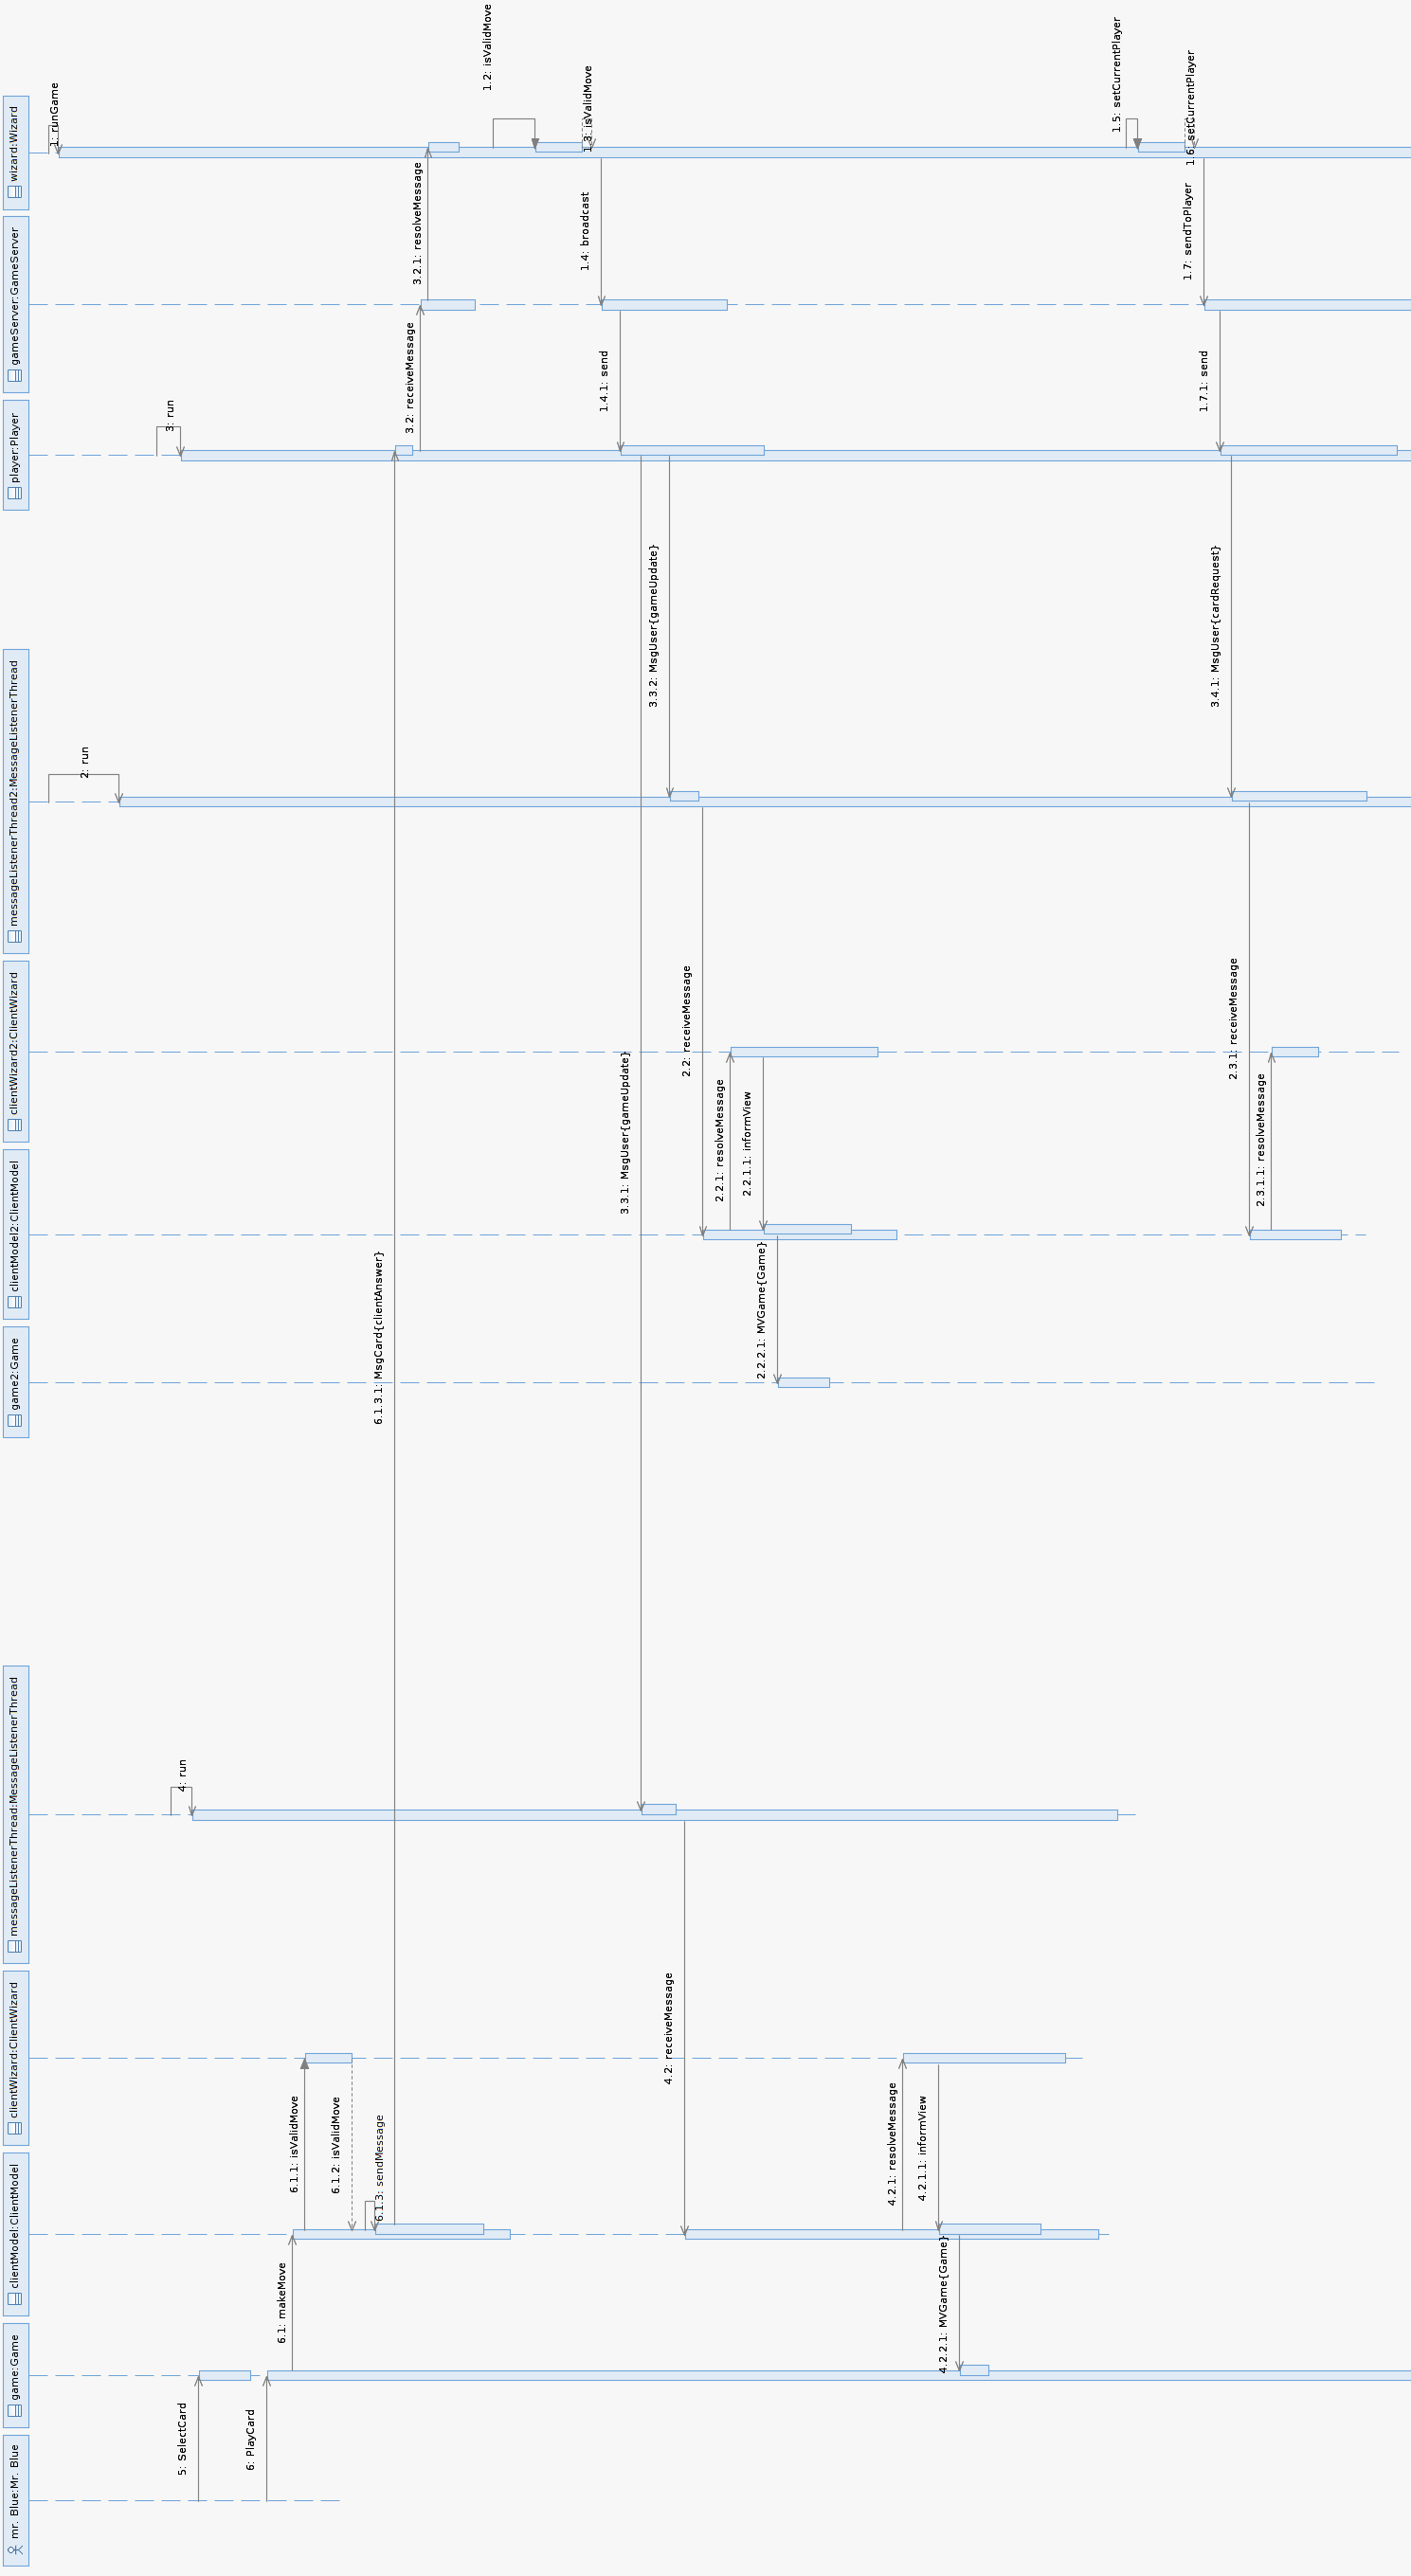 mr. Blue:Mr. Blue
game:Game
clientModel:ClientModel
clientWizard:ClientWizard
messageListenerThread:MessageListenerThread
game2:Game
clientModel2:ClientModel
clientWizard2:ClientWizard
messageListenerThread2:MessageListenerThread
player:Player
gameServer:GameServer
wizard:Wizard
1: runGame
2: run
3: run
4: run
5: SelectCard
6: PlayCard
6.1: makeMove
6.1.1: isValidMove
6.1.2: isValidMove
6.1.3: sendMessage
6.1.3.1: MsgCard{clientAnswer}
3.2: receiveMessage
3.2.1: resolveMessage
1.2: isValidMove
1.3: isValidMove
1.4: broadcast
1.4.1: send
3.3.1: MsgUser{gameUpdate}
3.3.2: MsgUser{gameUpdate}
4.2: receiveMessage
2.2: receiveMessage
2.2.1: resolveMessage
2.2.1.1: informView
2.2.2.1: MVGame{Game}
4.2.1: resolveMessage
4.2.1.1: informView
4.2.2.1: MVGame{Game}
1.5: setCurrentPlayer
1.6: setCurrentPlayer
1.7: sendToPlayer
1.7.1: send
3.4.1: MsgUser{cardRequest}
2.3.1: receiveMessage
2.3.1.1: resolveMessage